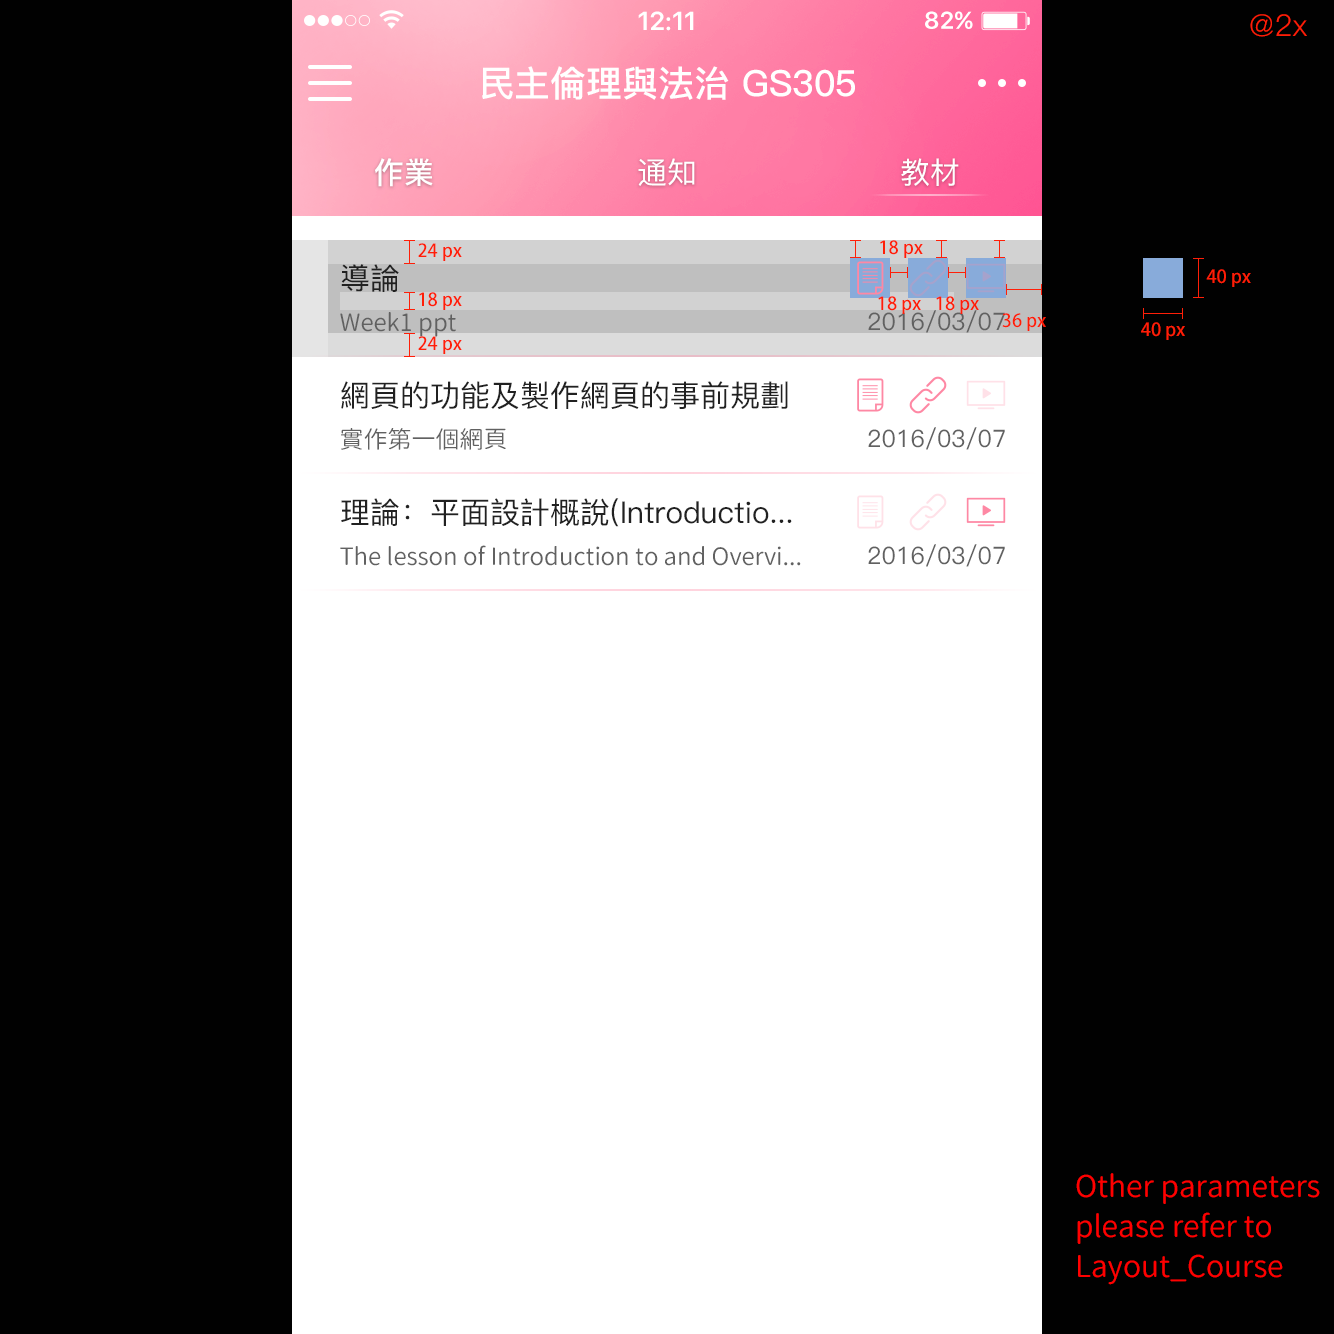 12:11
82%
@2x
民主倫理與法治 GS305
作業
通知
教材
24 px
18 px
導論
40 px
18 px
18 px
18 px
Week1 ppt
2016/03/07
36 px
40 px
24 px
網頁的功能及製作網頁的事前規劃
實作第一個網頁
2016/03/07
理論：平面設計概說(Introductio...
The lesson of Introduction to and Overvi...
2016/03/07
Other parameters
please refer to
Layout_Course